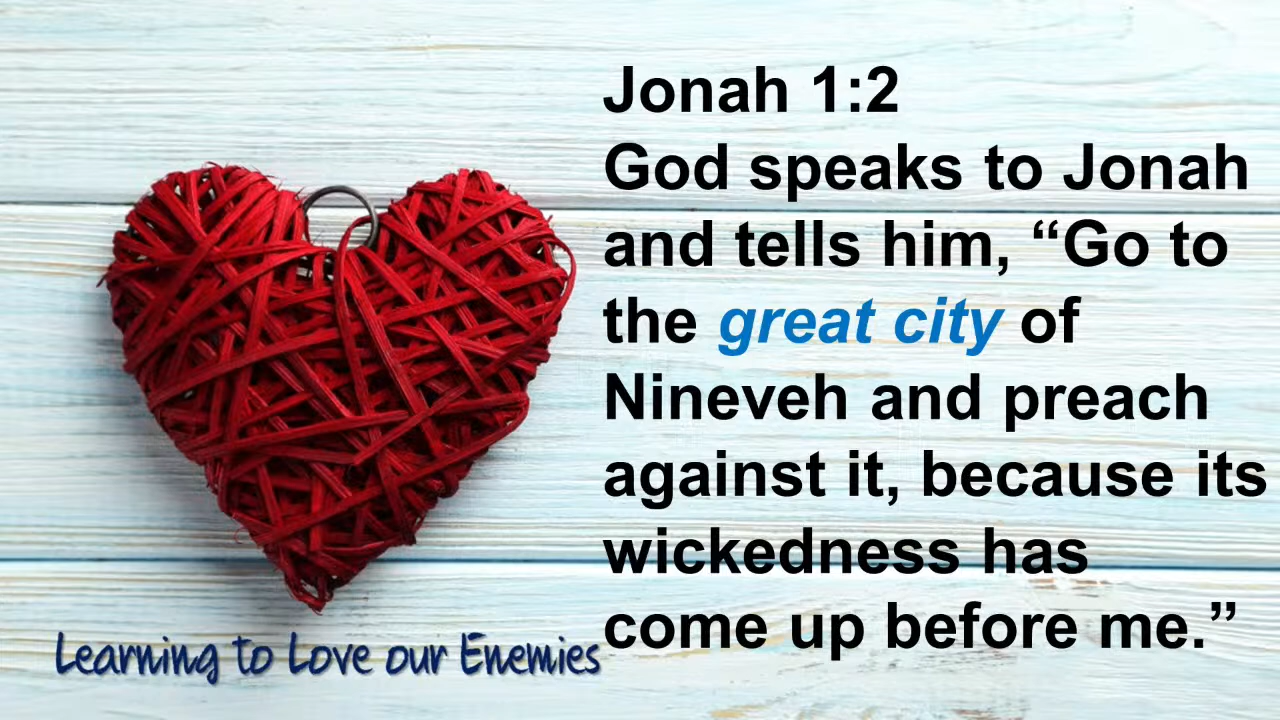 Jonah 1:2
God speaks to Jonah
and tells him, “Go to
the great city of
Nineveh and preach
against it, because its
wickedness has
come up before me.”
Learning to Love our Enemies